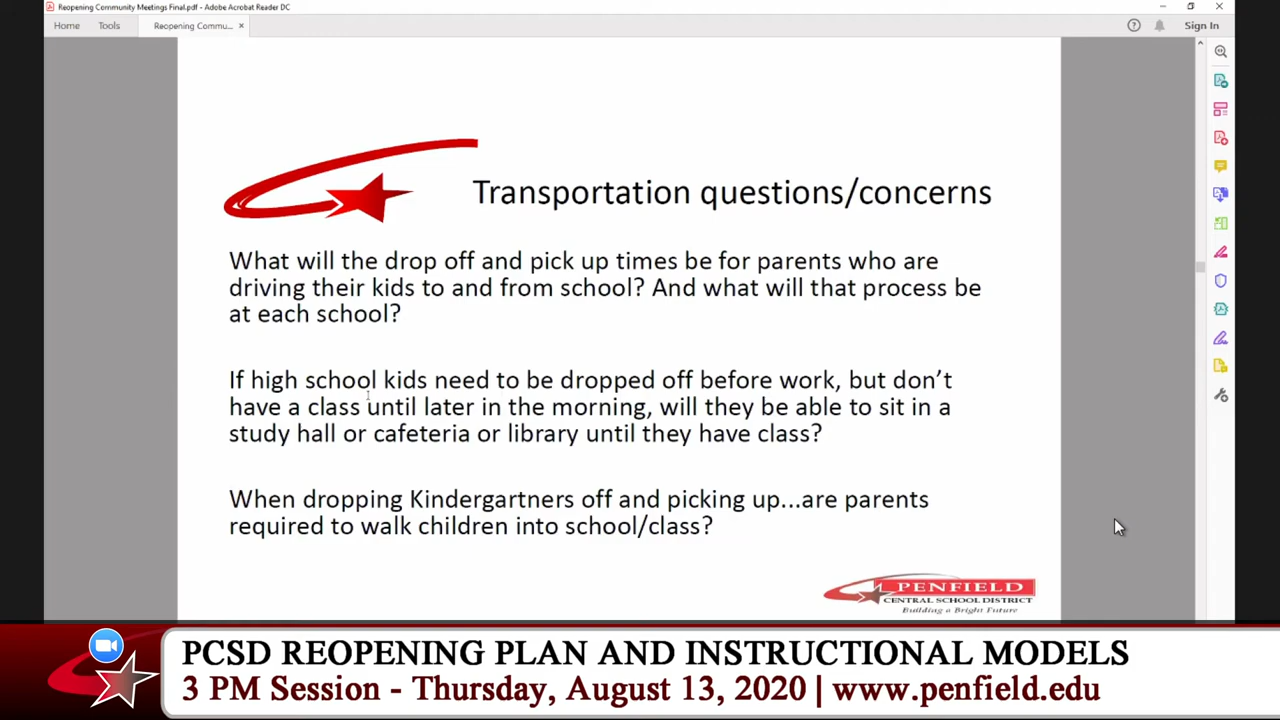 Reopening Community Meetings Final.pdf - Adobe Acrobat Reader DC
Home Tools Reopening Commu... ×
Sign In
Transportation questions/concerns
What will the drop off and pick up times be for parents who are
driving their kids to and from school? And what will that process be
at each school?
If high school kids need to be dropped off before work, but don’t
have a class until later in the morning, will they be able to sit in a
study hall or cafeteria or library until they have class?
When dropping Kindergartners off and picking up...are parents
required to walk children into school/class?
PENFIELD
CENTRAL SCHOOL DISTRICT
Building a Bright Future
PCSD REOPENING PLAN AND INSTRUCTIONAL MODELS
3 PM Session - Thursday, August 13, 2020 | www.penfield.edu